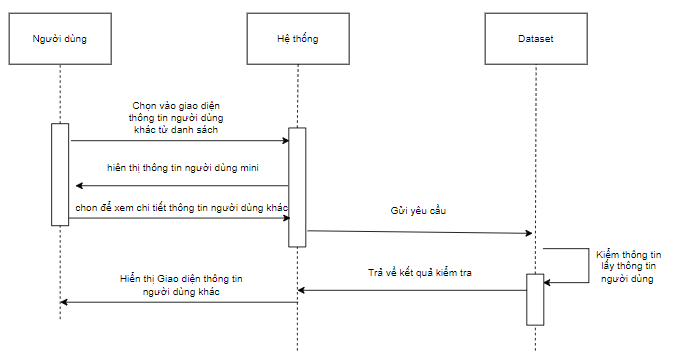 Người dùng
Hệ thống
Dataset
Chọn vào giao diện
thông tin người dùng
khác từ danh sách
hiên thị thông tin người dùng mini
chon để xem chi tiết thông tin người dùng khác
Gửi yêu cầu
Kiểm thông tin
lấy thông tin
người dùng
Trả về kết quả kiểm tra
Hiển thị Giao diện thông tin
người dùng khác